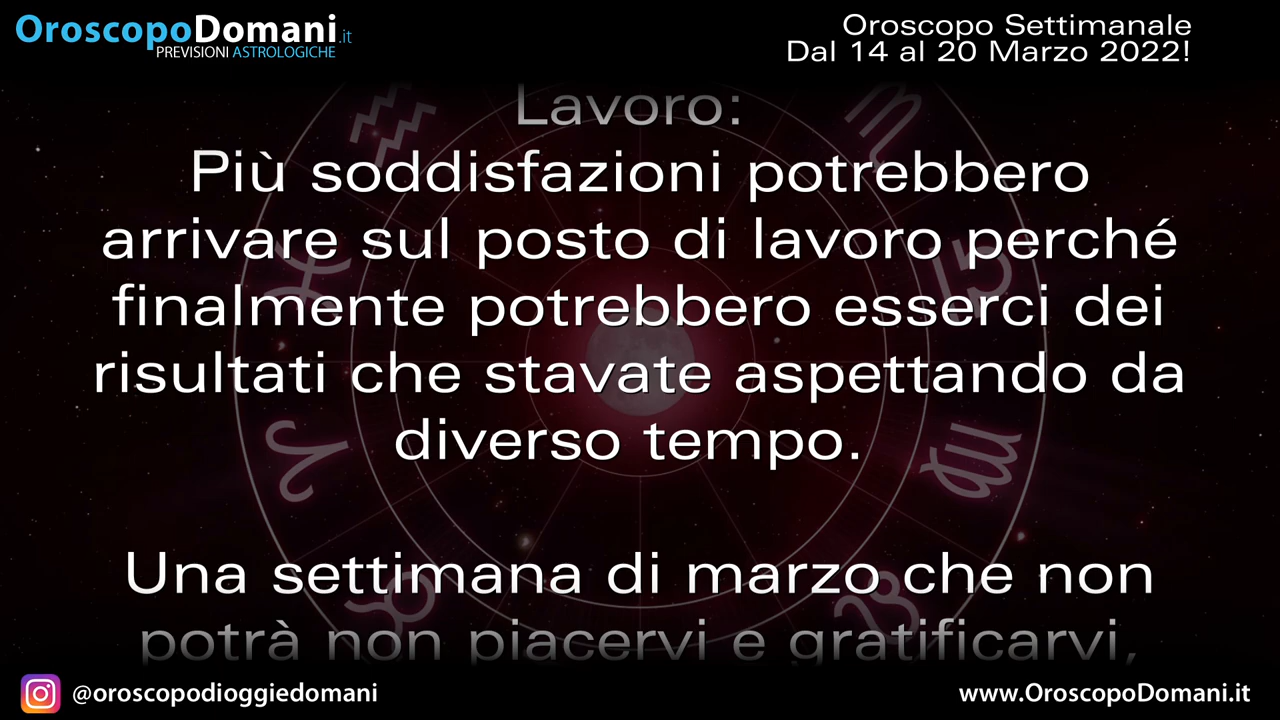 OroscopoDomani.it
PREVISIONI ASTROLOGICHE
Oroscopo Settimanale
Dal 14 al 20 Marzo 2022!
Lavoro:
Più soddisfazioni potrebbero
arrivare sul posto di lavoro perché
finalmente potrebbero esserci dei
risultati che stavate aspettando da
diverso tempo.
Una settimana di marzo che non
potrà non piacervi e gratificarvi,
@oroscopodioggiedomani
www.OroscopoDomani.it